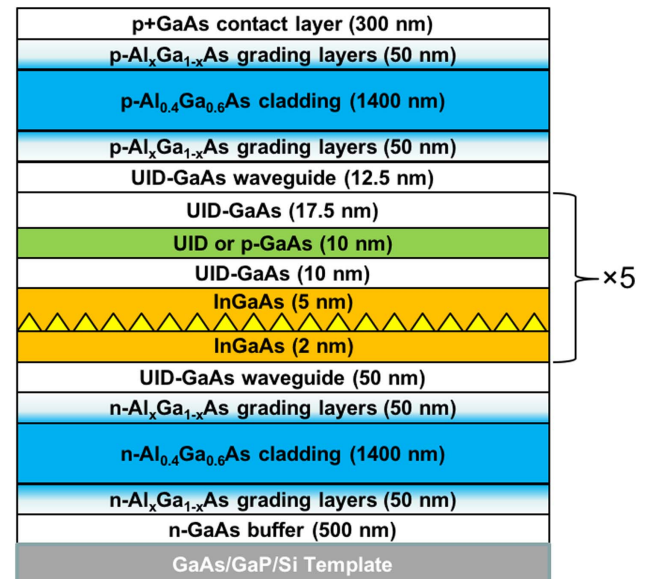 p+GaAs contact layer (300 nm)
p-AlₓGa₁₋ₓAs grading layers (50 nm)
p-Al₀.₄Ga₀.₆As cladding (1400 nm)
p-AlₓGa₁₋ₓAs grading layers (50 nm)
UID-GaAs waveguide (12.5 nm)
UID-GaAs (17.5 nm)
UID or p-GaAs (10 nm)
UID-GaAs (10 nm)
×5
InGaAs (5 nm)
InGaAs (2 nm)
UID-GaAs waveguide (50 nm)
n-AlₓGa₁₋ₓAs grading layers (50 nm)
n-Al₀.₄Ga₀.₆As cladding (1400 nm)
n-AlₓGa₁₋ₓAs grading layers (50 nm)
n-GaAs buffer (500 nm)
GaAs/GaP/Si Template